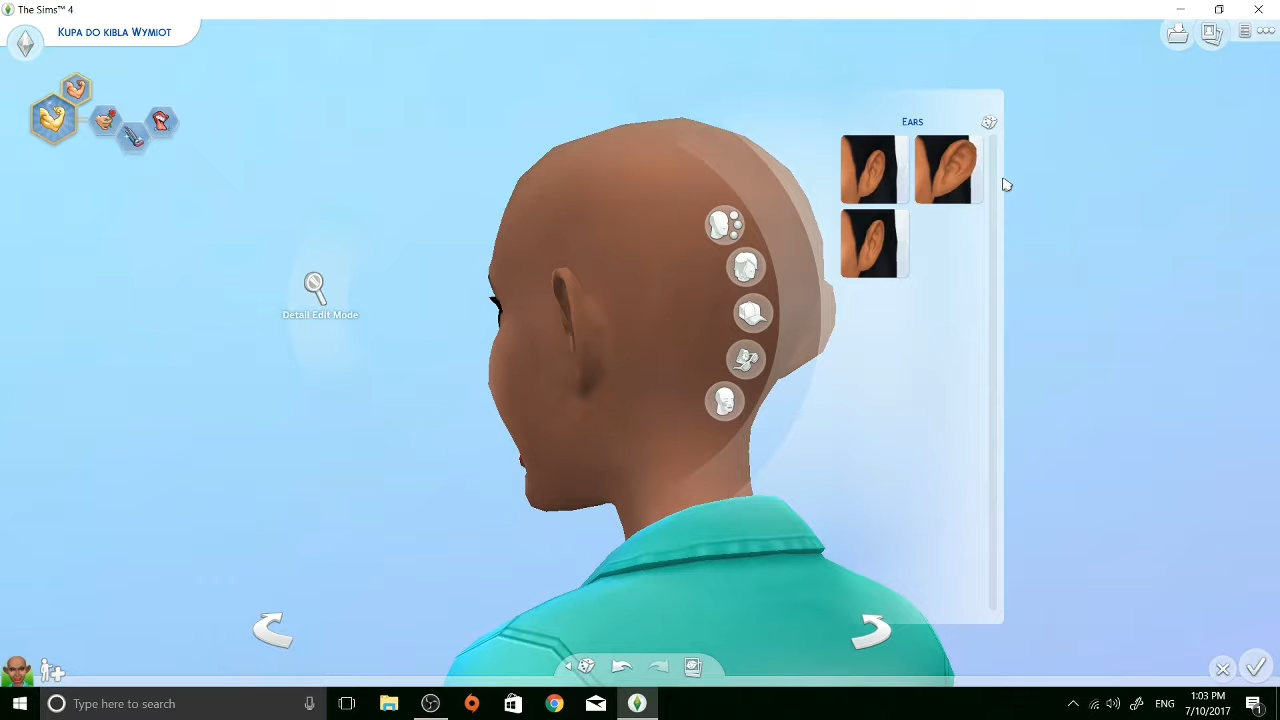 The Sims™ 4
Kupa do kibla Wymiot
Ears
Detail Edit Mode
Type here to search
ENG
1:03 PM
7/10/2017
1